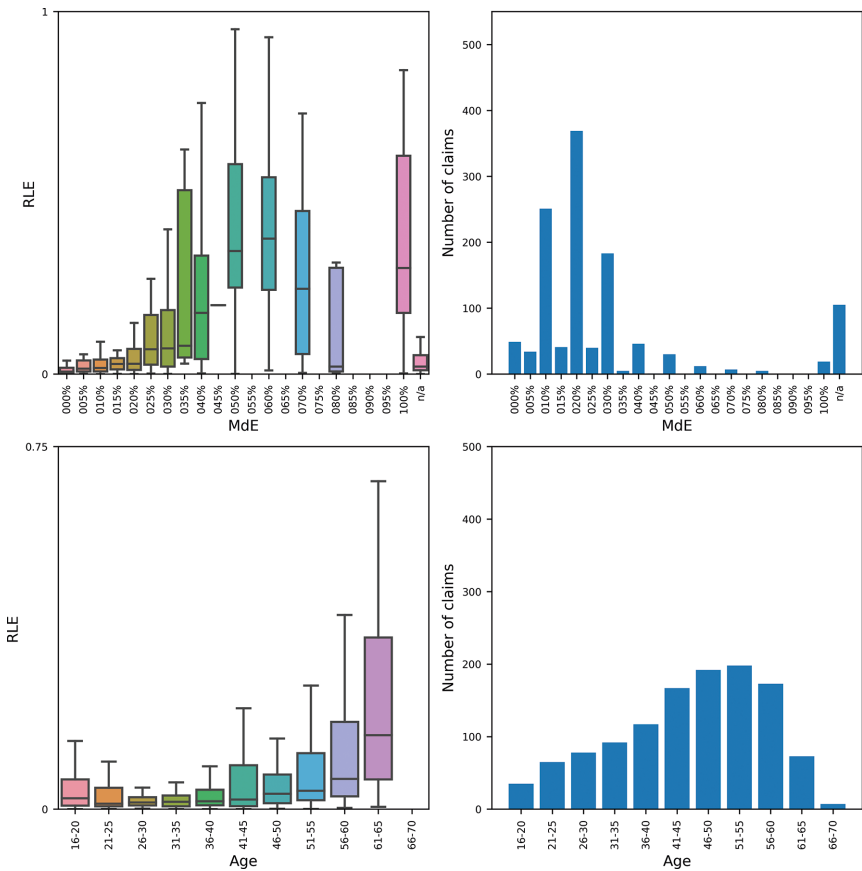 1
RLE
0
000% 005% 010% 015% 020% 025% 030% 035% 040% 045% 050% 055% 060% 065% 070% 075% 080% 085% 090% 095% 100% n/a
MdE
500
400
300
200
100
0
Number of claims
000% 005% 010% 015% 020% 025% 030% 035% 040% 045% 050% 055% 060% 065% 070% 075% 080% 085% 090% 095% 100% n/a
MdE
0.75
RLE
0
16-20 21-25 26-30 31-35 36-40 41-45 46-50 51-55 56-60 61-65 66-70
Age
500
400
300
200
100
0
Number of claims
16-20 21-25 26-30 31-35 36-40 41-45 46-50 51-55 56-60 61-65 66-70
Age